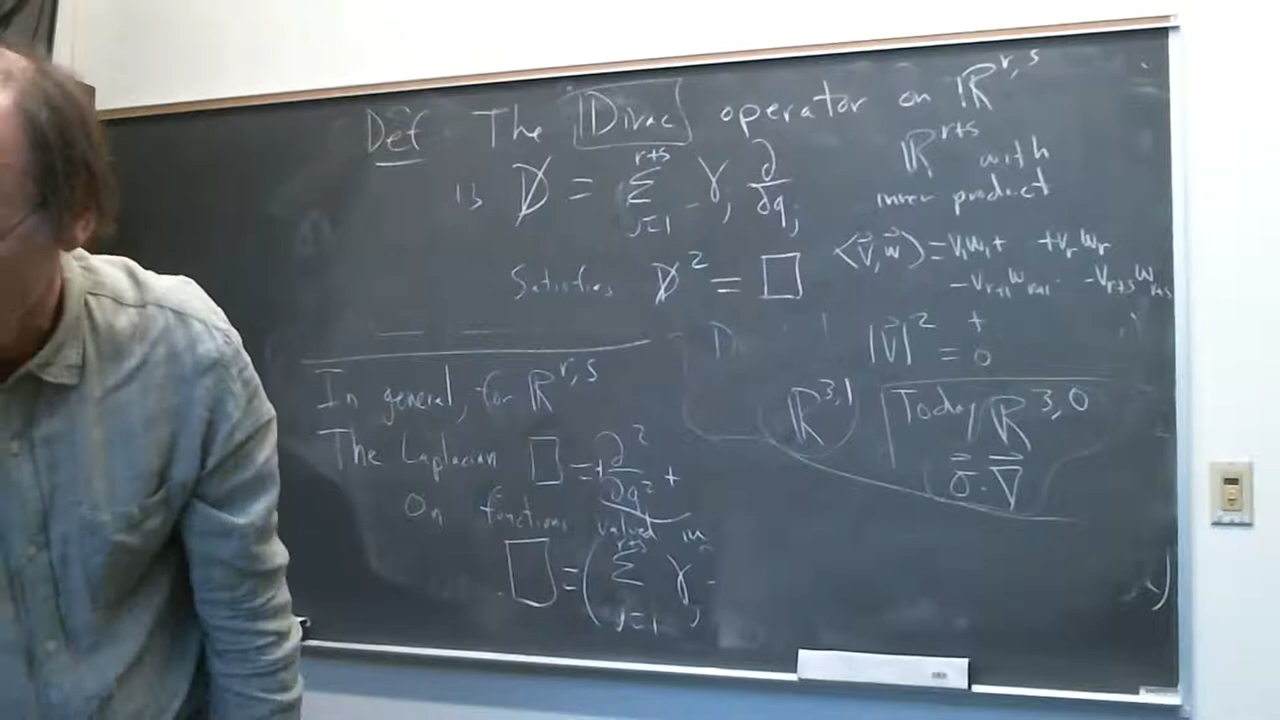 Def The Dirac operator on ℝ^{r,s}
is D̸ = Σ_{j=1}^{r+s} γ_j ∂/∂q_j
Satisfies D̸² = □
ℝ^{r+s} with
inner product
⟨v⃗,w⃗⟩ = v₁w₁+ +v_r w_r
-v_{r+1}w_{r+1} -v_{r+s}w_{r+s}
|v⃗|² = + 0
ℝ^{3,1}
Today ℝ^{3,0}
σ⃗·∇⃗
In general, for ℝ^{r,s}
The Laplacian □ = +∂²/∂q² +
On functions valued in
□ = (Σ_{j=1}^{r+s} γ_j